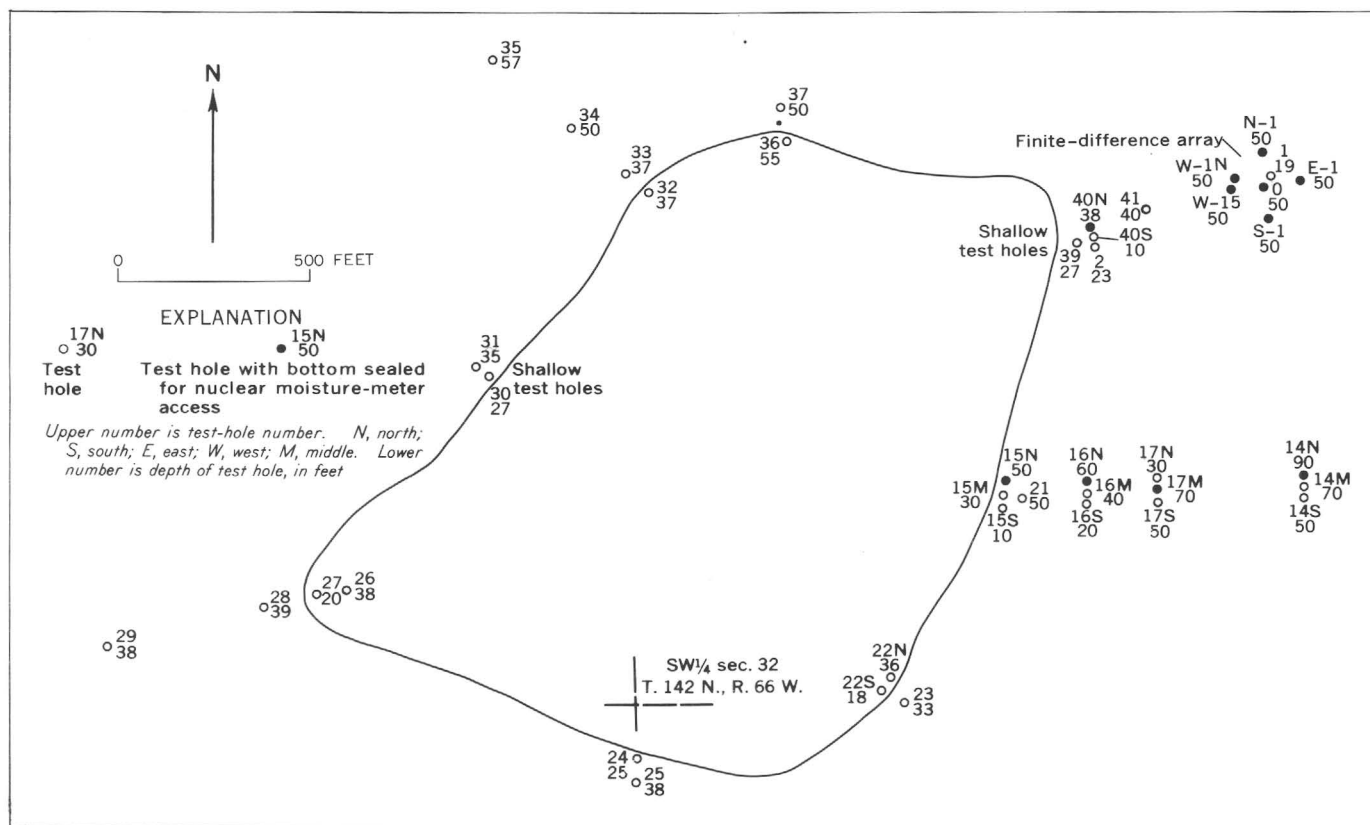 35
57
N
34
50
37
50
36
55
33
37
32
37
Finite-difference array
N-1
50
1
19
W-1N
50
W-15
50
0
50
E-1
50
S-1
50
40N
38
41
40
40S
10
Shallow
test holes
39
27
2
23
0 500 FEET
EXPLANATION
17N
30
Test
hole
15N
50
Test hole with bottom sealed
for nuclear moisture-meter
access
Upper number is test-hole number. N, north;
S, south; E, east; W, west; M, middle. Lower
number is depth of test hole, in feet
31
35
Shallow
test holes
30
27
15N
50
15M
30
21
50
15S
10
16N
60
16M
40
16S
20
17N
30
17M
70
17S
50
14N
90
14M
70
14S
50
27
20
26
38
28
39
29
38
SW¼ sec. 32
T. 142 N., R. 66 W.
22N
36
22S
18
23
33
24
25
25
38